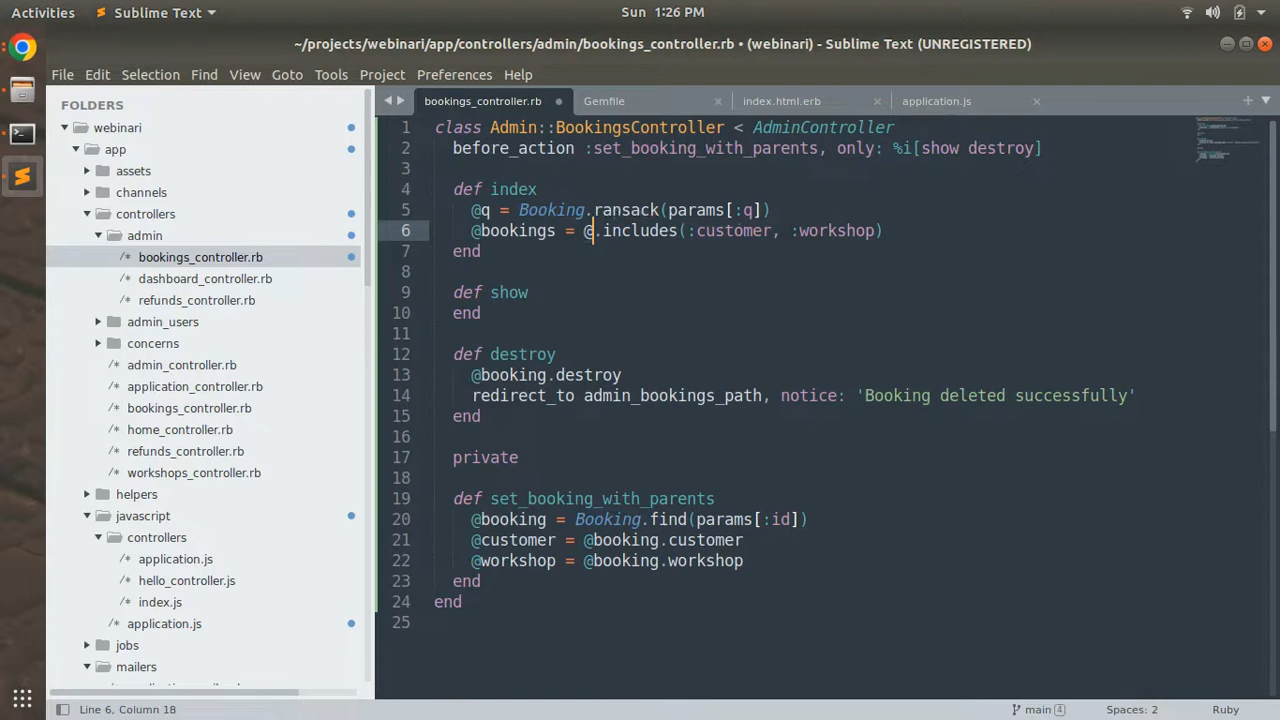 Activities
Sublime Text
Sun 1:26 PM
~/projects/webinari/app/controllers/admin/bookings_controller.rb • (webinari) - Sublime Text (UNREGISTERED)
File Edit Selection Find View Goto Tools Project Preferences Help
FOLDERS
webinari
app
assets
channels
controllers
admin
/* bookings_controller.rb
/* dashboard_controller.rb
/* refunds_controller.rb
admin_users
concerns
/* admin_controller.rb
/* application_controller.rb
/* bookings_controller.rb
/* home_controller.rb
/* refunds_controller.rb
/* workshops_controller.rb
helpers
javascript
controllers
/* application.js
/* hello_controller.js
/* index.js
/* application.js
jobs
mailers
bookings_controller.rb
Gemfile
index.html.erb
application.js
1 class Admin::BookingsController < AdminController
2 before_action :set_booking_with_parents, only: %i[show destroy]
3
4 def index
5 @q = Booking.ransack(params[:q])
6 @bookings = @.includes(:customer, :workshop)
7 end
8
9 def show
10 end
11
12 def destroy
13 @booking.destroy
14 redirect_to admin_bookings_path, notice: 'Booking deleted successfully'
15 end
16
17 private
18
19 def set_booking_with_parents
20 @booking = Booking.find(params[:id])
21 @customer = @booking.customer
22 @workshop = @booking.workshop
23 end
24 end
25
Line 6, Column 18
main 4
Spaces: 2
Ruby